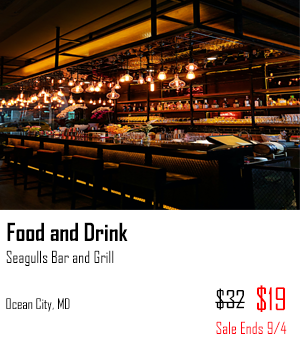 Food and Drink
Seagulls Bar and Grill
Ocean City, MD
$32 $19
Sale Ends 9/4